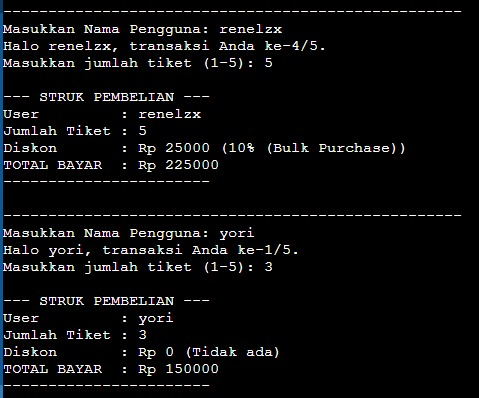 ---------------------------------------------------
Masukkan Nama Pengguna: renelzx
Halo renelzx, transaksi Anda ke-4/5.
Masukkan jumlah tiket (1-5): 5
--- STRUK PEMBELIAN ---
User         : renelzx
Jumlah Tiket : 5
Diskon       : Rp 25000 (10% (Bulk Purchase))
TOTAL BAYAR  : Rp 225000
-----------------------
---------------------------------------------------
Masukkan Nama Pengguna: yori
Halo yori, transaksi Anda ke-1/5.
Masukkan jumlah tiket (1-5): 3
--- STRUK PEMBELIAN ---
User         : yori
Jumlah Tiket : 3
Diskon       : Rp 0 (Tidak ada)
TOTAL BAYAR  : Rp 150000
-----------------------